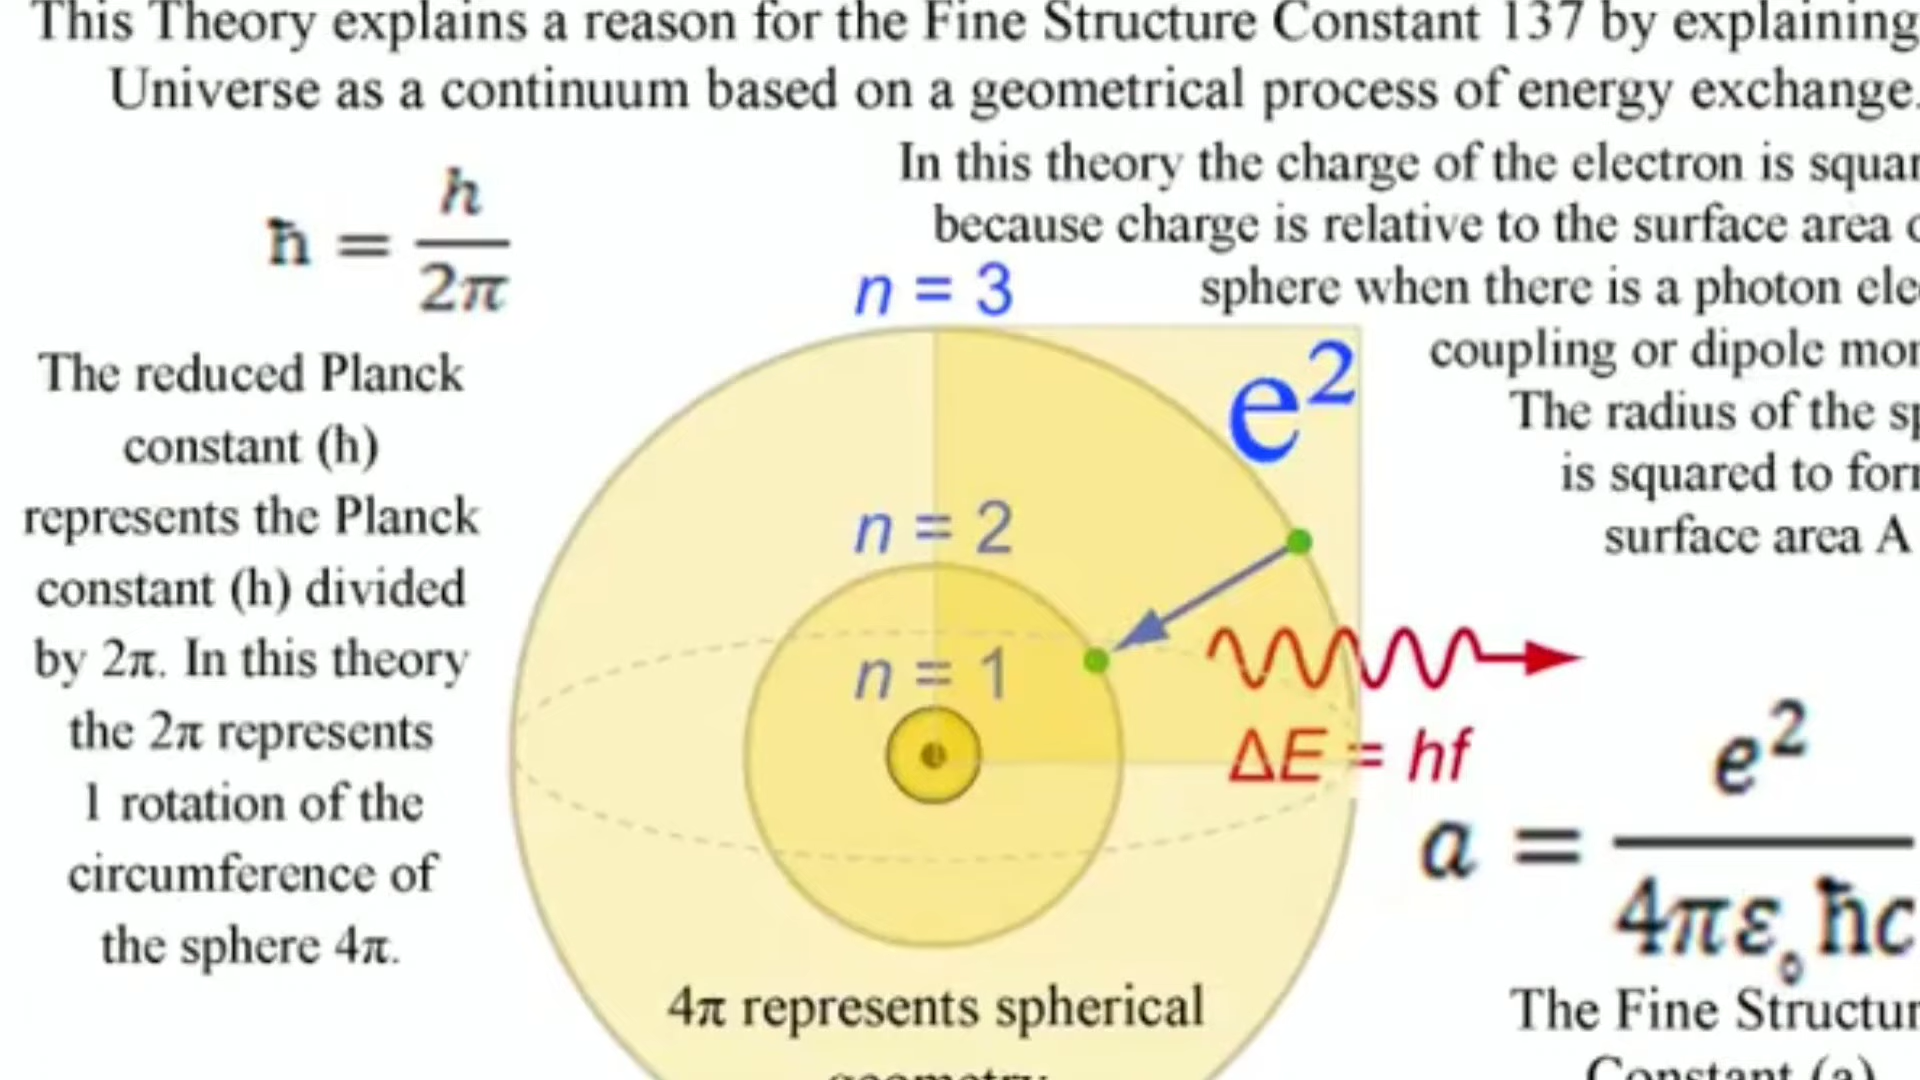 This Theory explains a reason for the Fine Structure Constant 137 by explaining
Universe as a continuum based on a geometrical process of energy exchange.
In this theory the charge of the electron is
because charge is relative to the surface area
sphere when there is a photon
coupling or dipole
The radius of the
is squared to
surface area A
ħ = h / 2π
The reduced Planck
constant (ħ)
represents the Planck
constant (h) divided
by 2π. In this theory
the 2π represents
1 rotation of the
circumference of
the sphere 4π.
n = 3
e²
n = 2
n = 1
ΔE = hf
a = e² / 4πε₀ħc
4π represents spherical
geometry
The Fine
Constant (a)